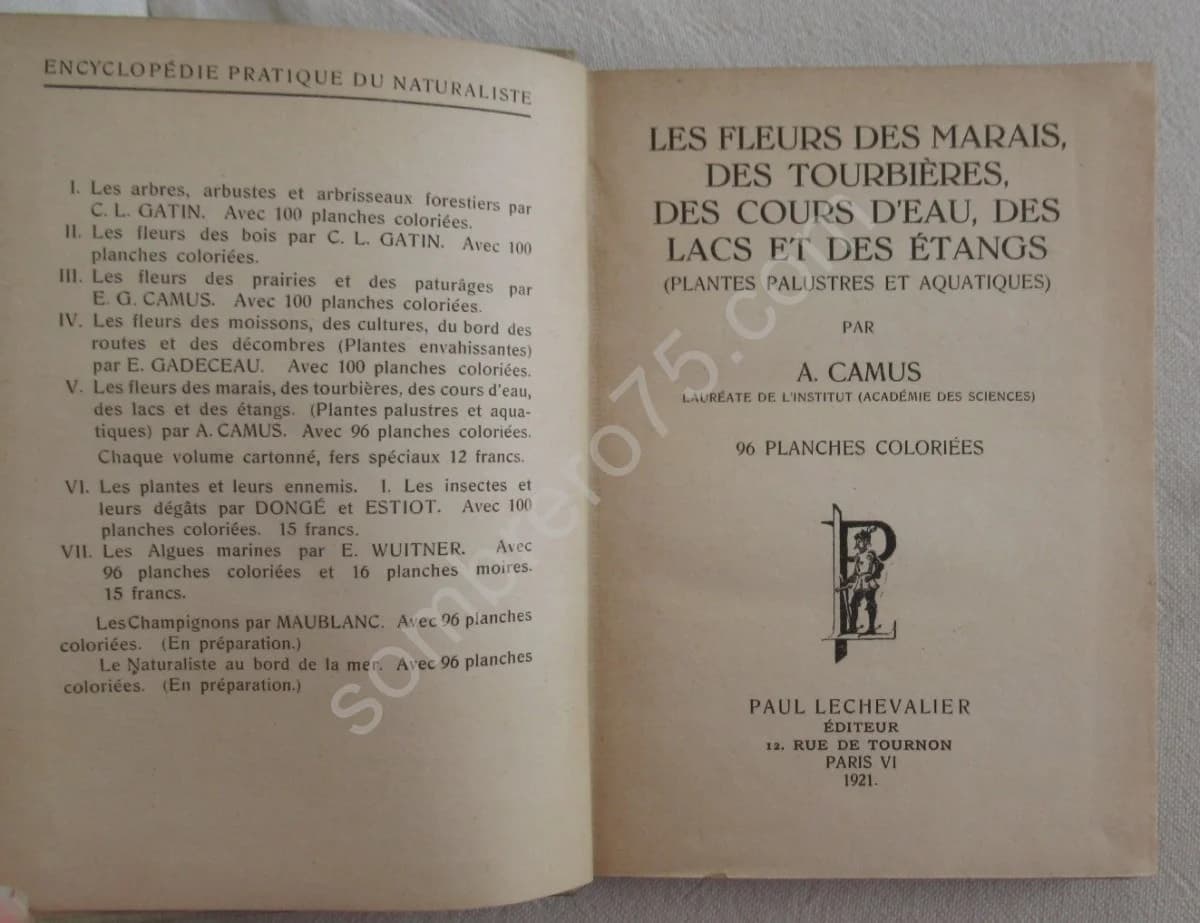 ENCYCLOPÉDIE PRATIQUE DU NATURALISTE
I. Les arbres, arbustes et arbrisseaux forestiers par
C. L. GATIN. Avec 100 planches coloriées.
II. Les fleurs des bois par C. L. GATIN. Avec 100
planches coloriées.
III. Les fleurs des prairies et des paturâges par
E. G. CAMUS. Avec 100 planches coloriées.
IV. Les fleurs des moissons, des cultures, du bord des
routes et des décombres (Plantes envahissantes)
par E. GADECEAU. Avec 100 planches coloriées.
V. Les fleurs des marais, des tourbières, des cours d'eau,
des lacs et des étangs. (Plantes palustres et aqua-
tiques) par A. CAMUS. Avec 96 planches coloriées.
Chaque volume cartonné, fers spéciaux 12 francs.
VI. Les plantes et leurs ennemis. I. Les insectes et
leurs dégâts par DONGÉ et ESTIOT. Avec 100
planches coloriées. 15 francs.
VII. Les Algues marines par E. WUITNER. Avec
96 planches coloriées et 16 planches moires.
15 francs.
Les Champignons par MAUBLANC. Avec 96 planches
coloriées. (En préparation.)
Le Naturaliste au bord de la mer. Avec 96 planches
coloriées. (En préparation.)
LES FLEURS DES MARAIS,
DES TOURBIÈRES,
DES COURS D'EAU, DES
LACS ET DES ÉTANGS
(PLANTES PALUSTRES ET AQUATIQUES)
PAR
A. CAMUS
LAURÉATE DE L'INSTITUT (ACADÉMIE DES SCIENCES)
96 PLANCHES COLORIÉES
PL
PAUL LECHEVALIER
ÉDITEUR
12, RUE DE TOURNON
PARIS VI
1921.
sombrero75.com